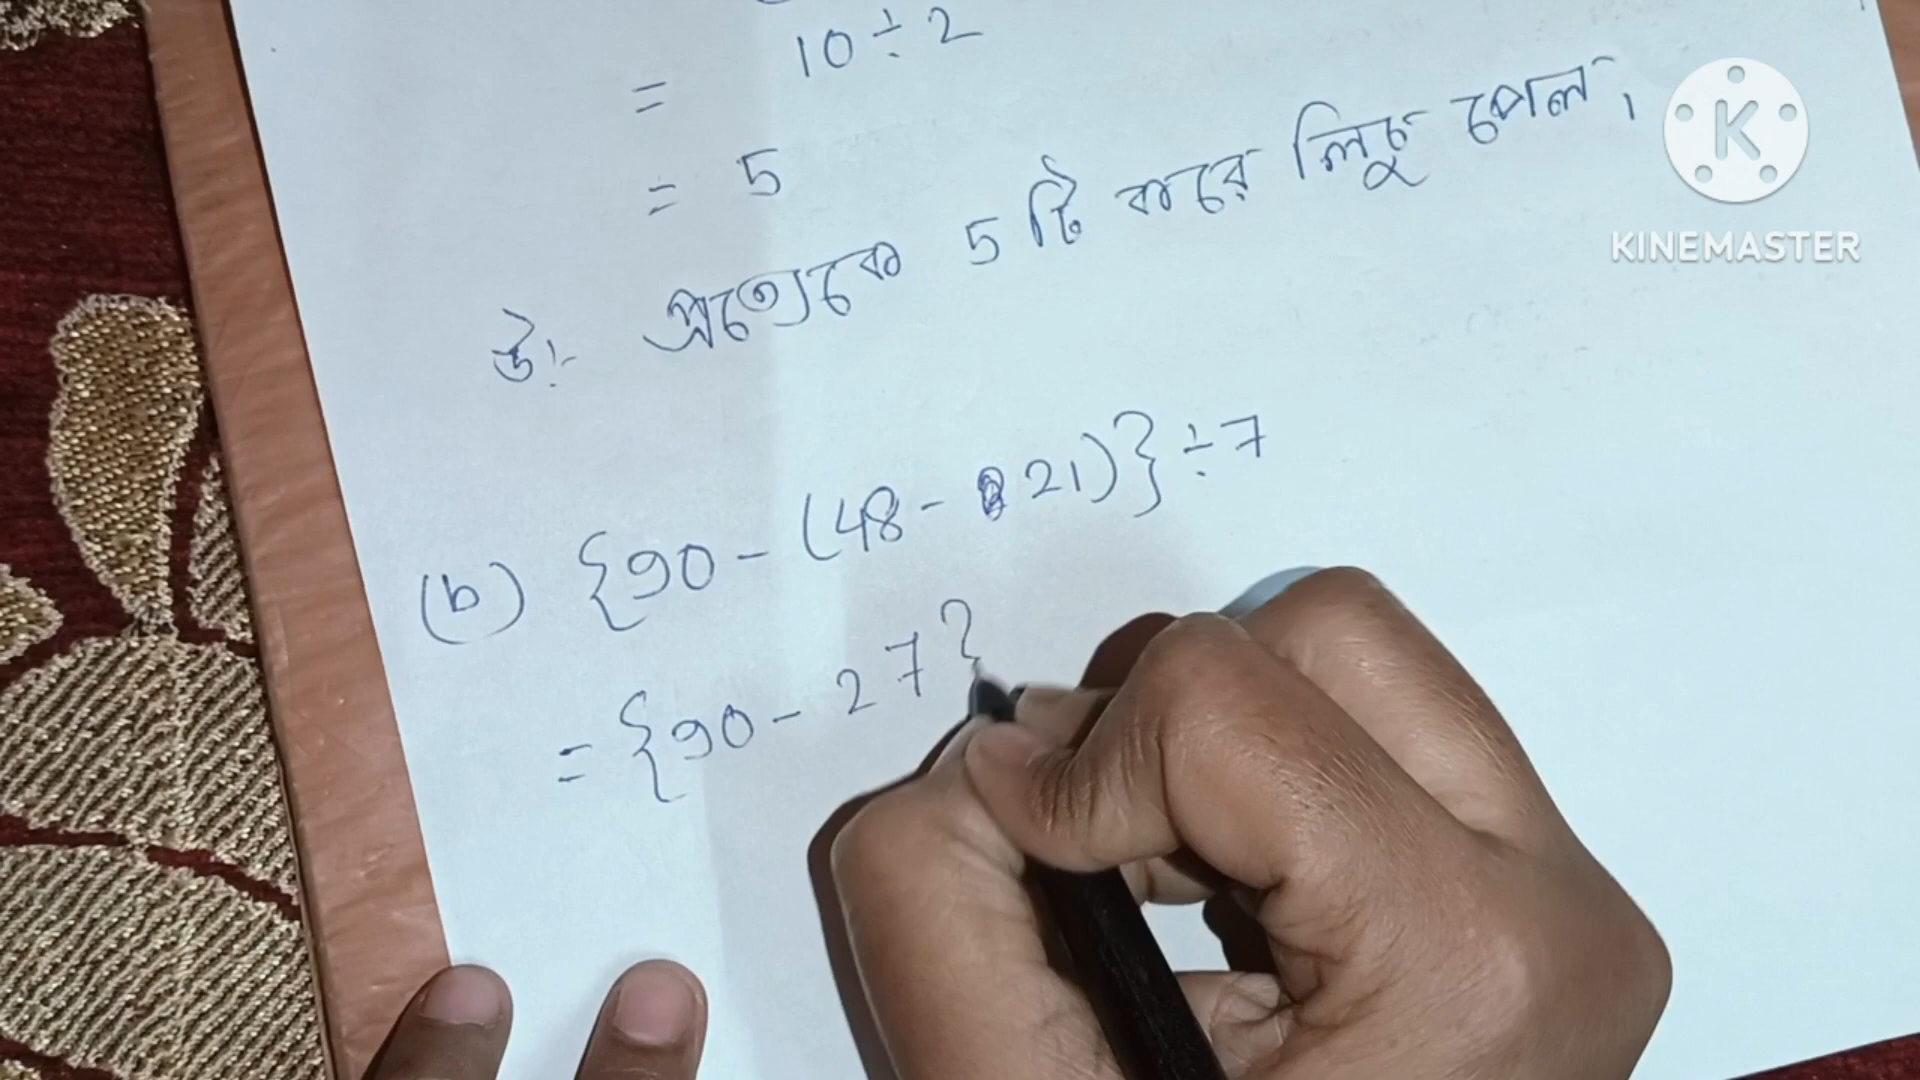 = 10 ÷ 2
= 5
উঃ- প্রত্যেকে 5 টি করে লিচু পেল।
(b) {90 - (48 - 21)} ÷ 7
= {90 - 27}
K
KINEMASTER